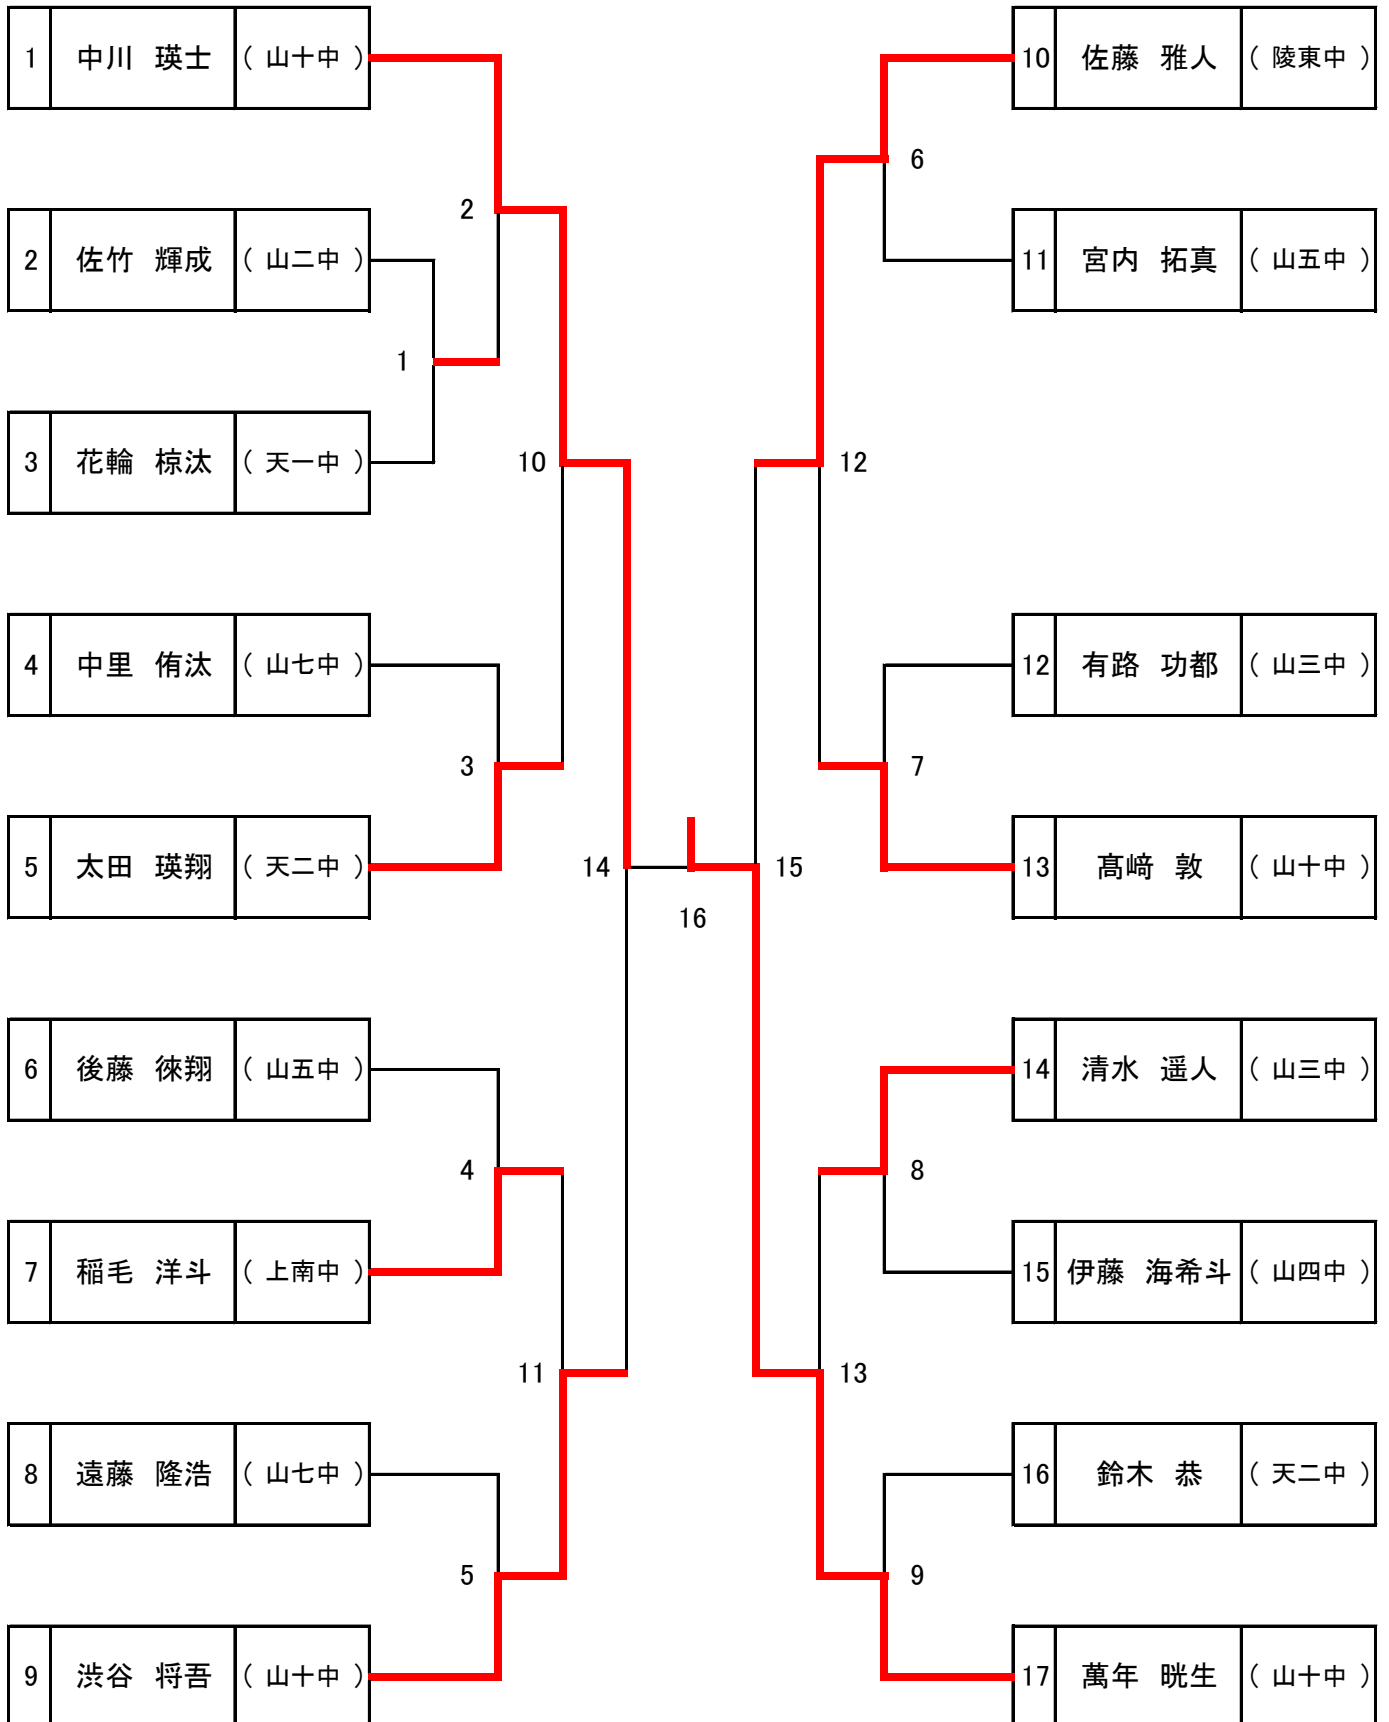 1 中川 瑛士 ( 山十中 )
2 佐竹 輝成 ( 山二中 )
3 花輪 椋汰 ( 天一中 )
4 中里 侑汰 ( 山七中 )
5 太田 瑛翔 ( 天二中 )
6 後藤 徠翔 ( 山五中 )
7 稲毛 洋斗 ( 上南中 )
8 遠藤 隆浩 ( 山七中 )
9 渋谷 将吾 ( 山十中 )
2
1
10
3
14
4
11
5
16
6
12
7
15
8
13
9
10 佐藤 雅人 ( 陵東中 )
11 宮内 拓真 ( 山五中 )
12 有路 功都 ( 山三中 )
13 髙﨑 敦 ( 山十中 )
14 清水 遥人 ( 山三中 )
15 伊藤 海希斗 ( 山四中 )
16 鈴木 恭 ( 天二中 )
17 萬年 晄生 ( 山十中 )